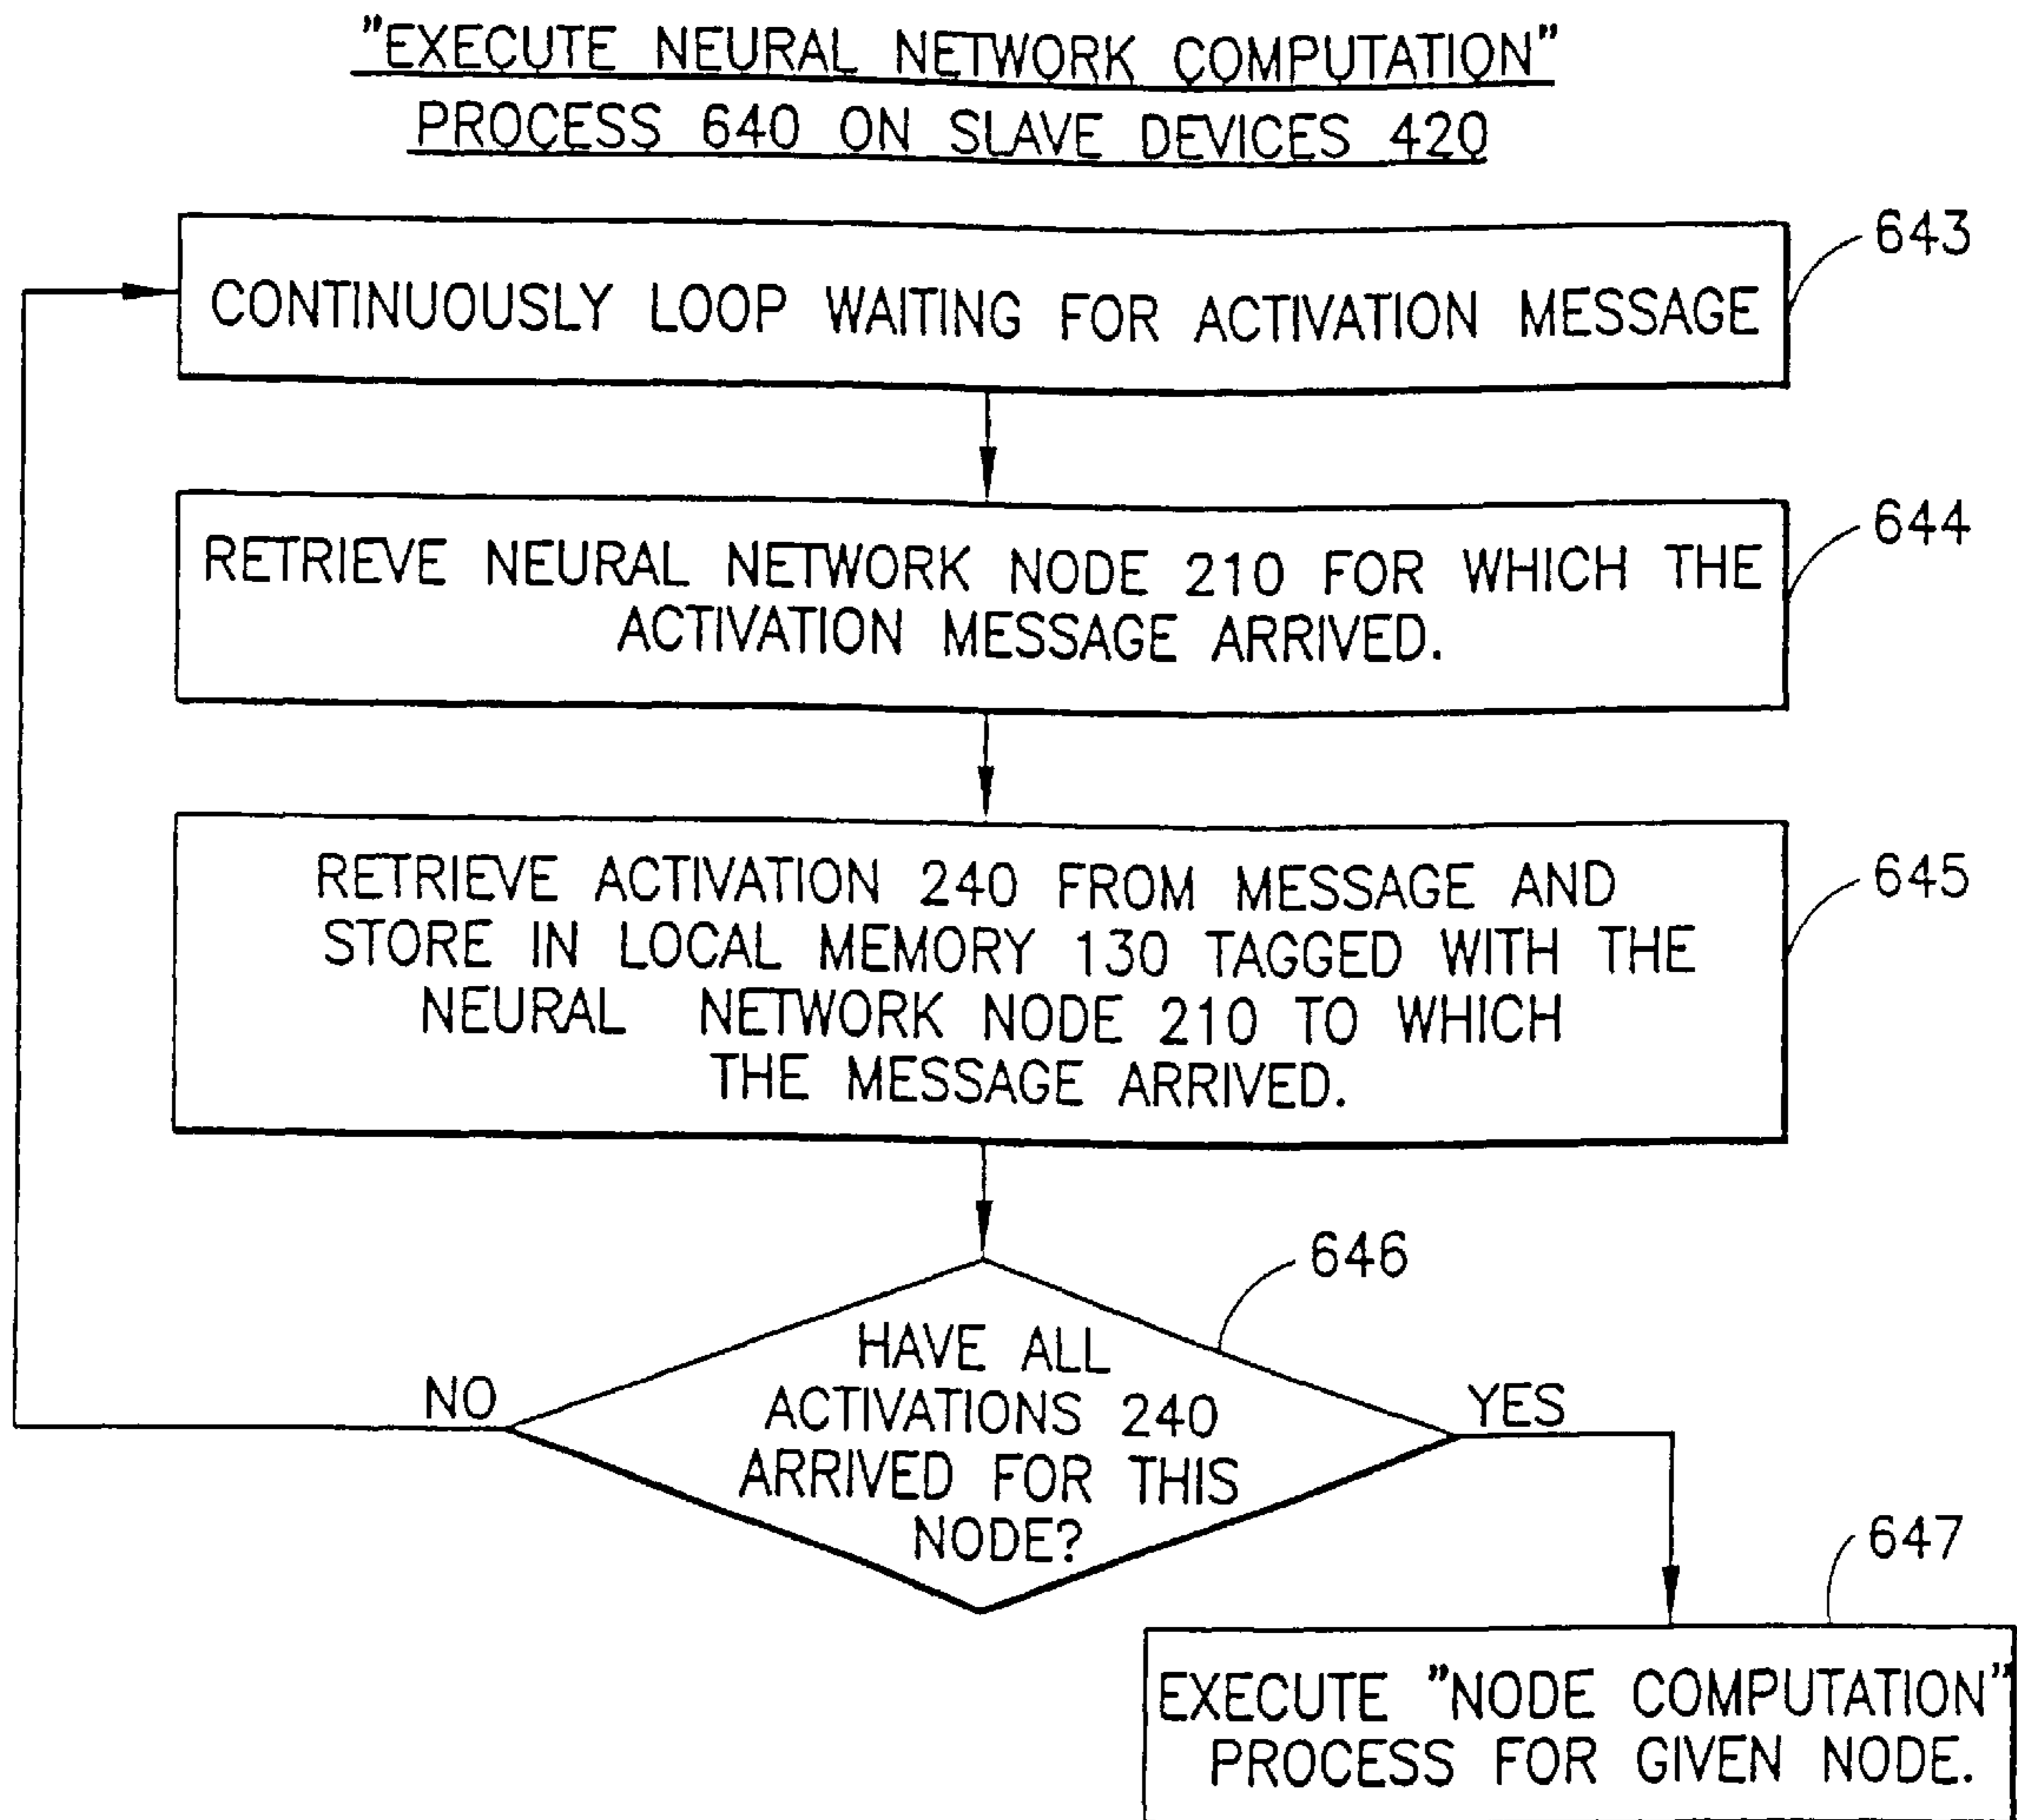 "EXECUTE NEURAL NETWORK COMPUTATION"
PROCESS 640 ON SLAVE DEVICES 420
643
CONTINUOUSLY LOOP WAITING FOR ACTIVATION MESSAGE
644
RETRIEVE NEURAL NETWORK NODE 210 FOR WHICH THE
ACTIVATION MESSAGE ARRIVED.
645
RETRIEVE ACTIVATION 240 FROM MESSAGE AND
STORE IN LOCAL MEMORY 130 TAGGED WITH THE
NEURAL NETWORK NODE 210 TO WHICH
THE MESSAGE ARRIVED.
646
HAVE ALL
ACTIVATIONS 240
ARRIVED FOR THIS
NODE?
NO
YES
647
EXECUTE "NODE COMPUTATION"
PROCESS FOR GIVEN NODE.